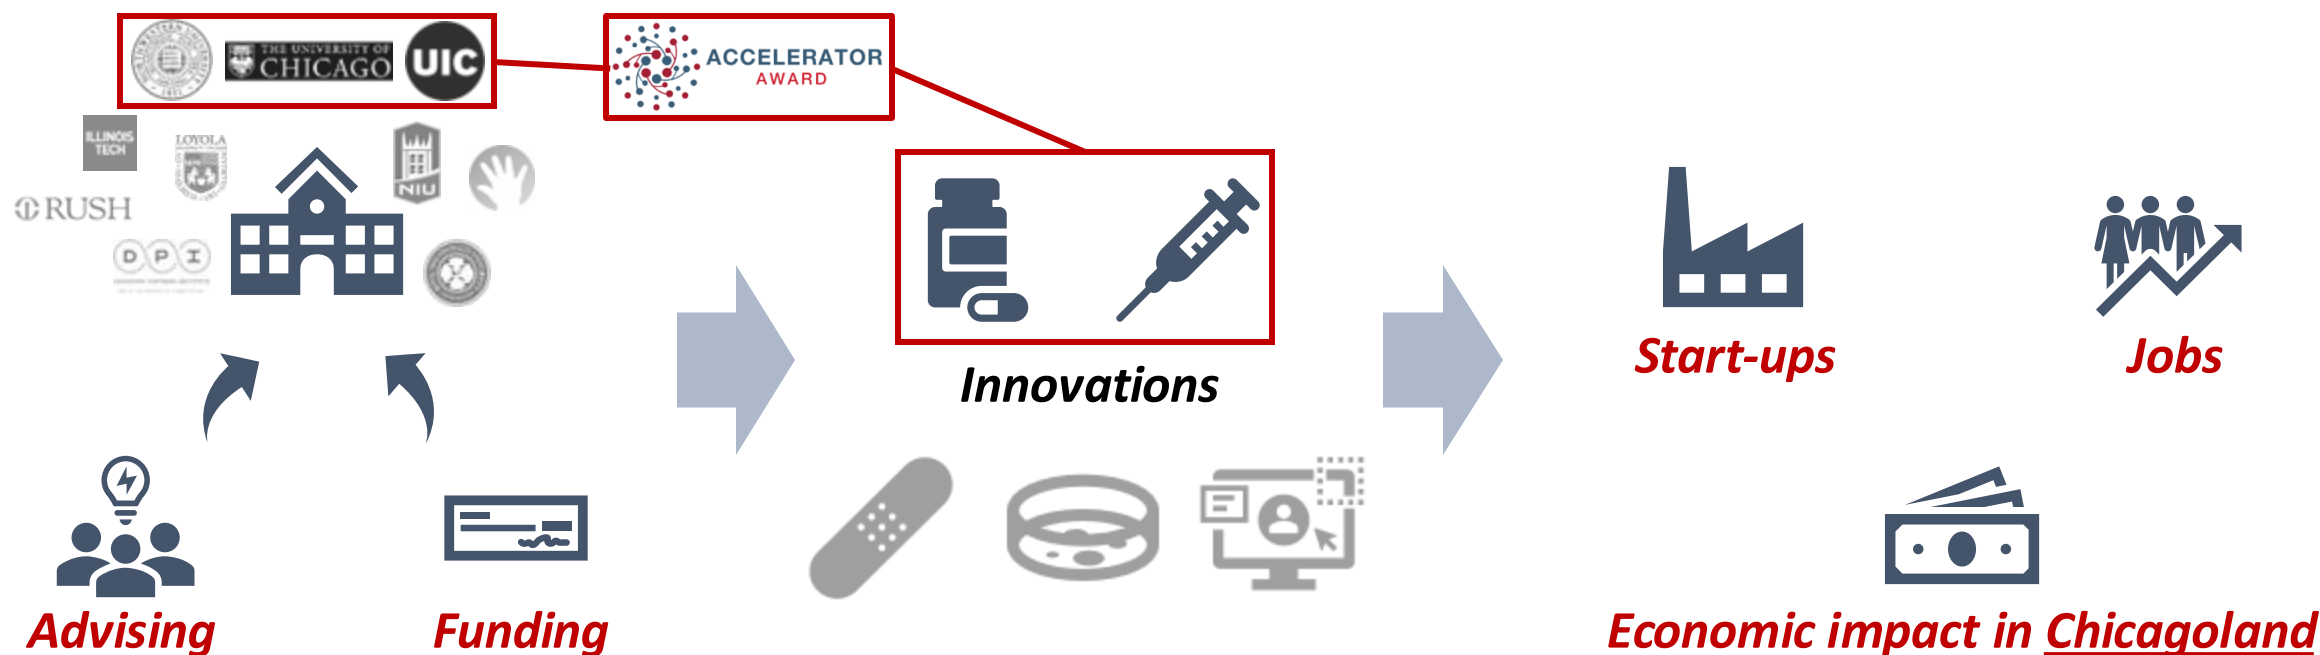 THE UNIVERSITY OF
CHICAGO
UIC
ACCELERATOR
AWARD
ILLINOIS
TECH
LOYOLA
NIU
RUSH
DPI
Innovations
Start-ups
Jobs
Advising
Funding
Economic impact in Chicagoland